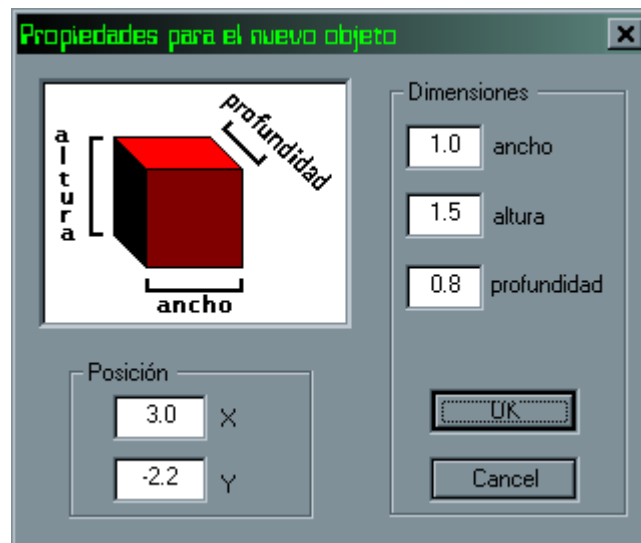 Propiedades para el nuevo objeto
altura
profundidad
ancho
Dimensiones
1.0 ancho
1.5 altura
0.8 profundidad
Posición
3.0 X
-2.2 Y
OK
Cancel